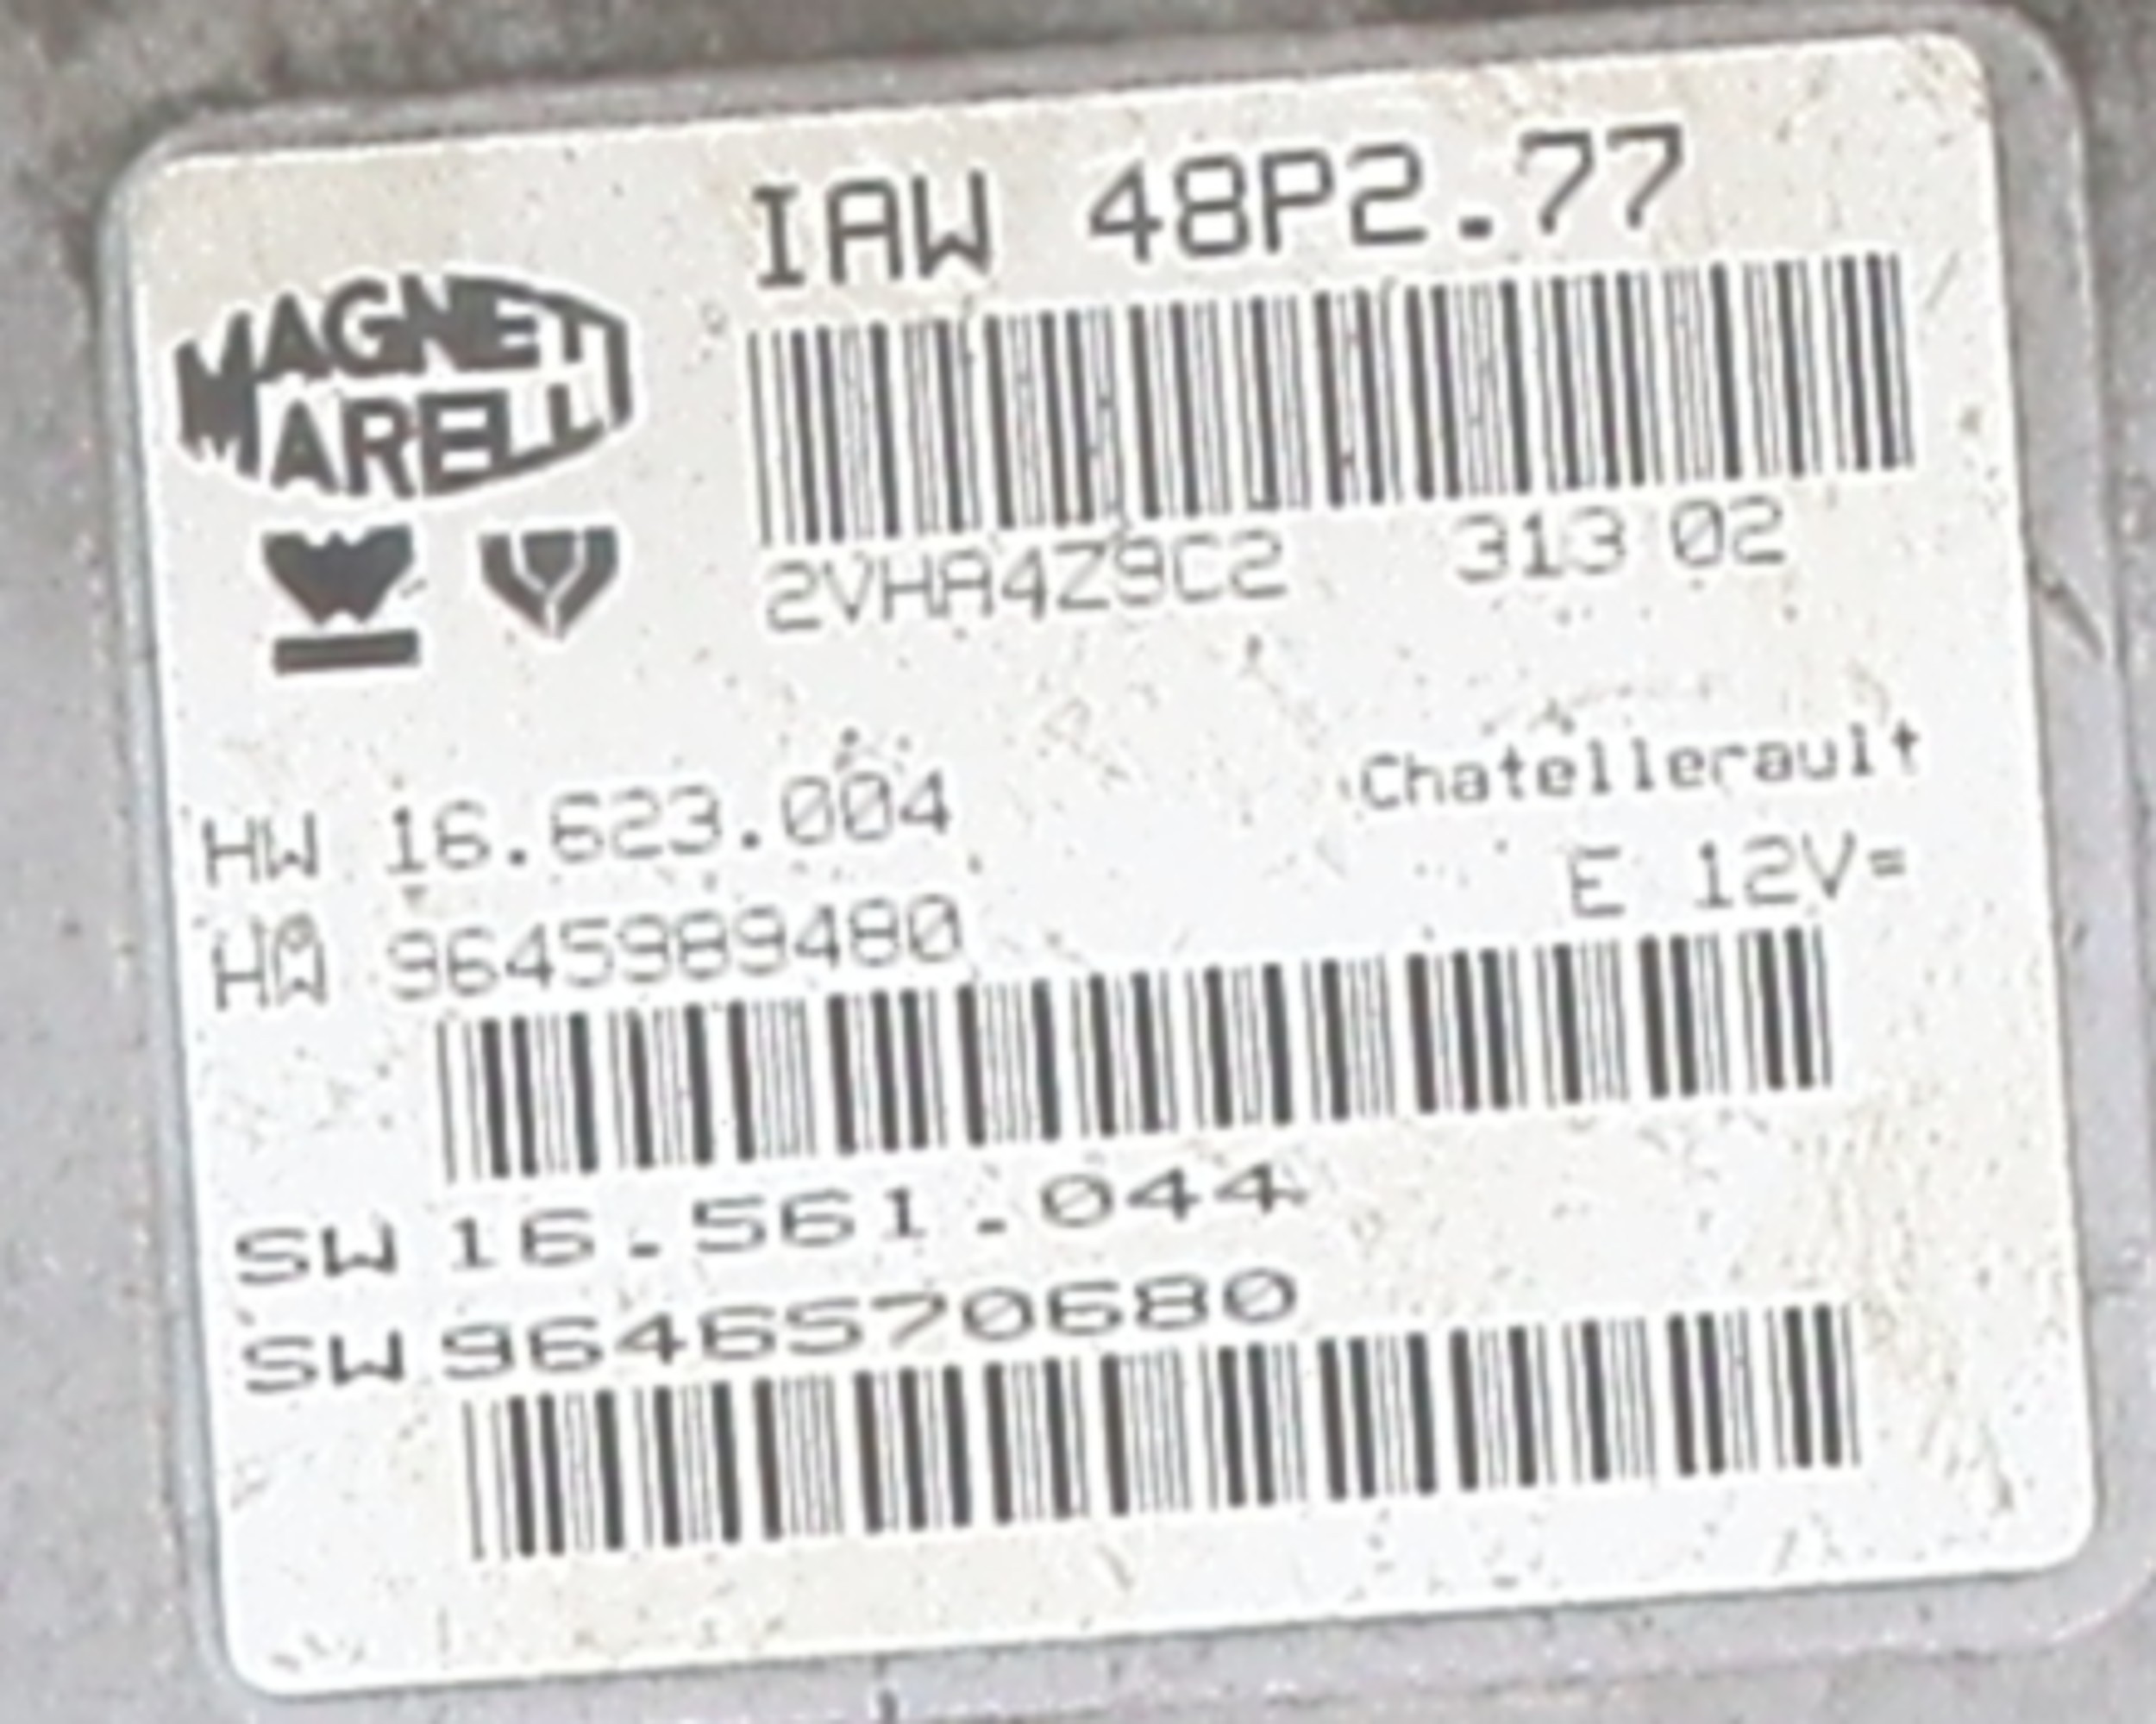 IAW 48P2.77
MAGNETI
MARELLI
2VHA4Z9C2 313 02
HW 16.623.004
Chatellerault
E 12V=
HW 9645989480
SW 16.561.044
SW 9646570680